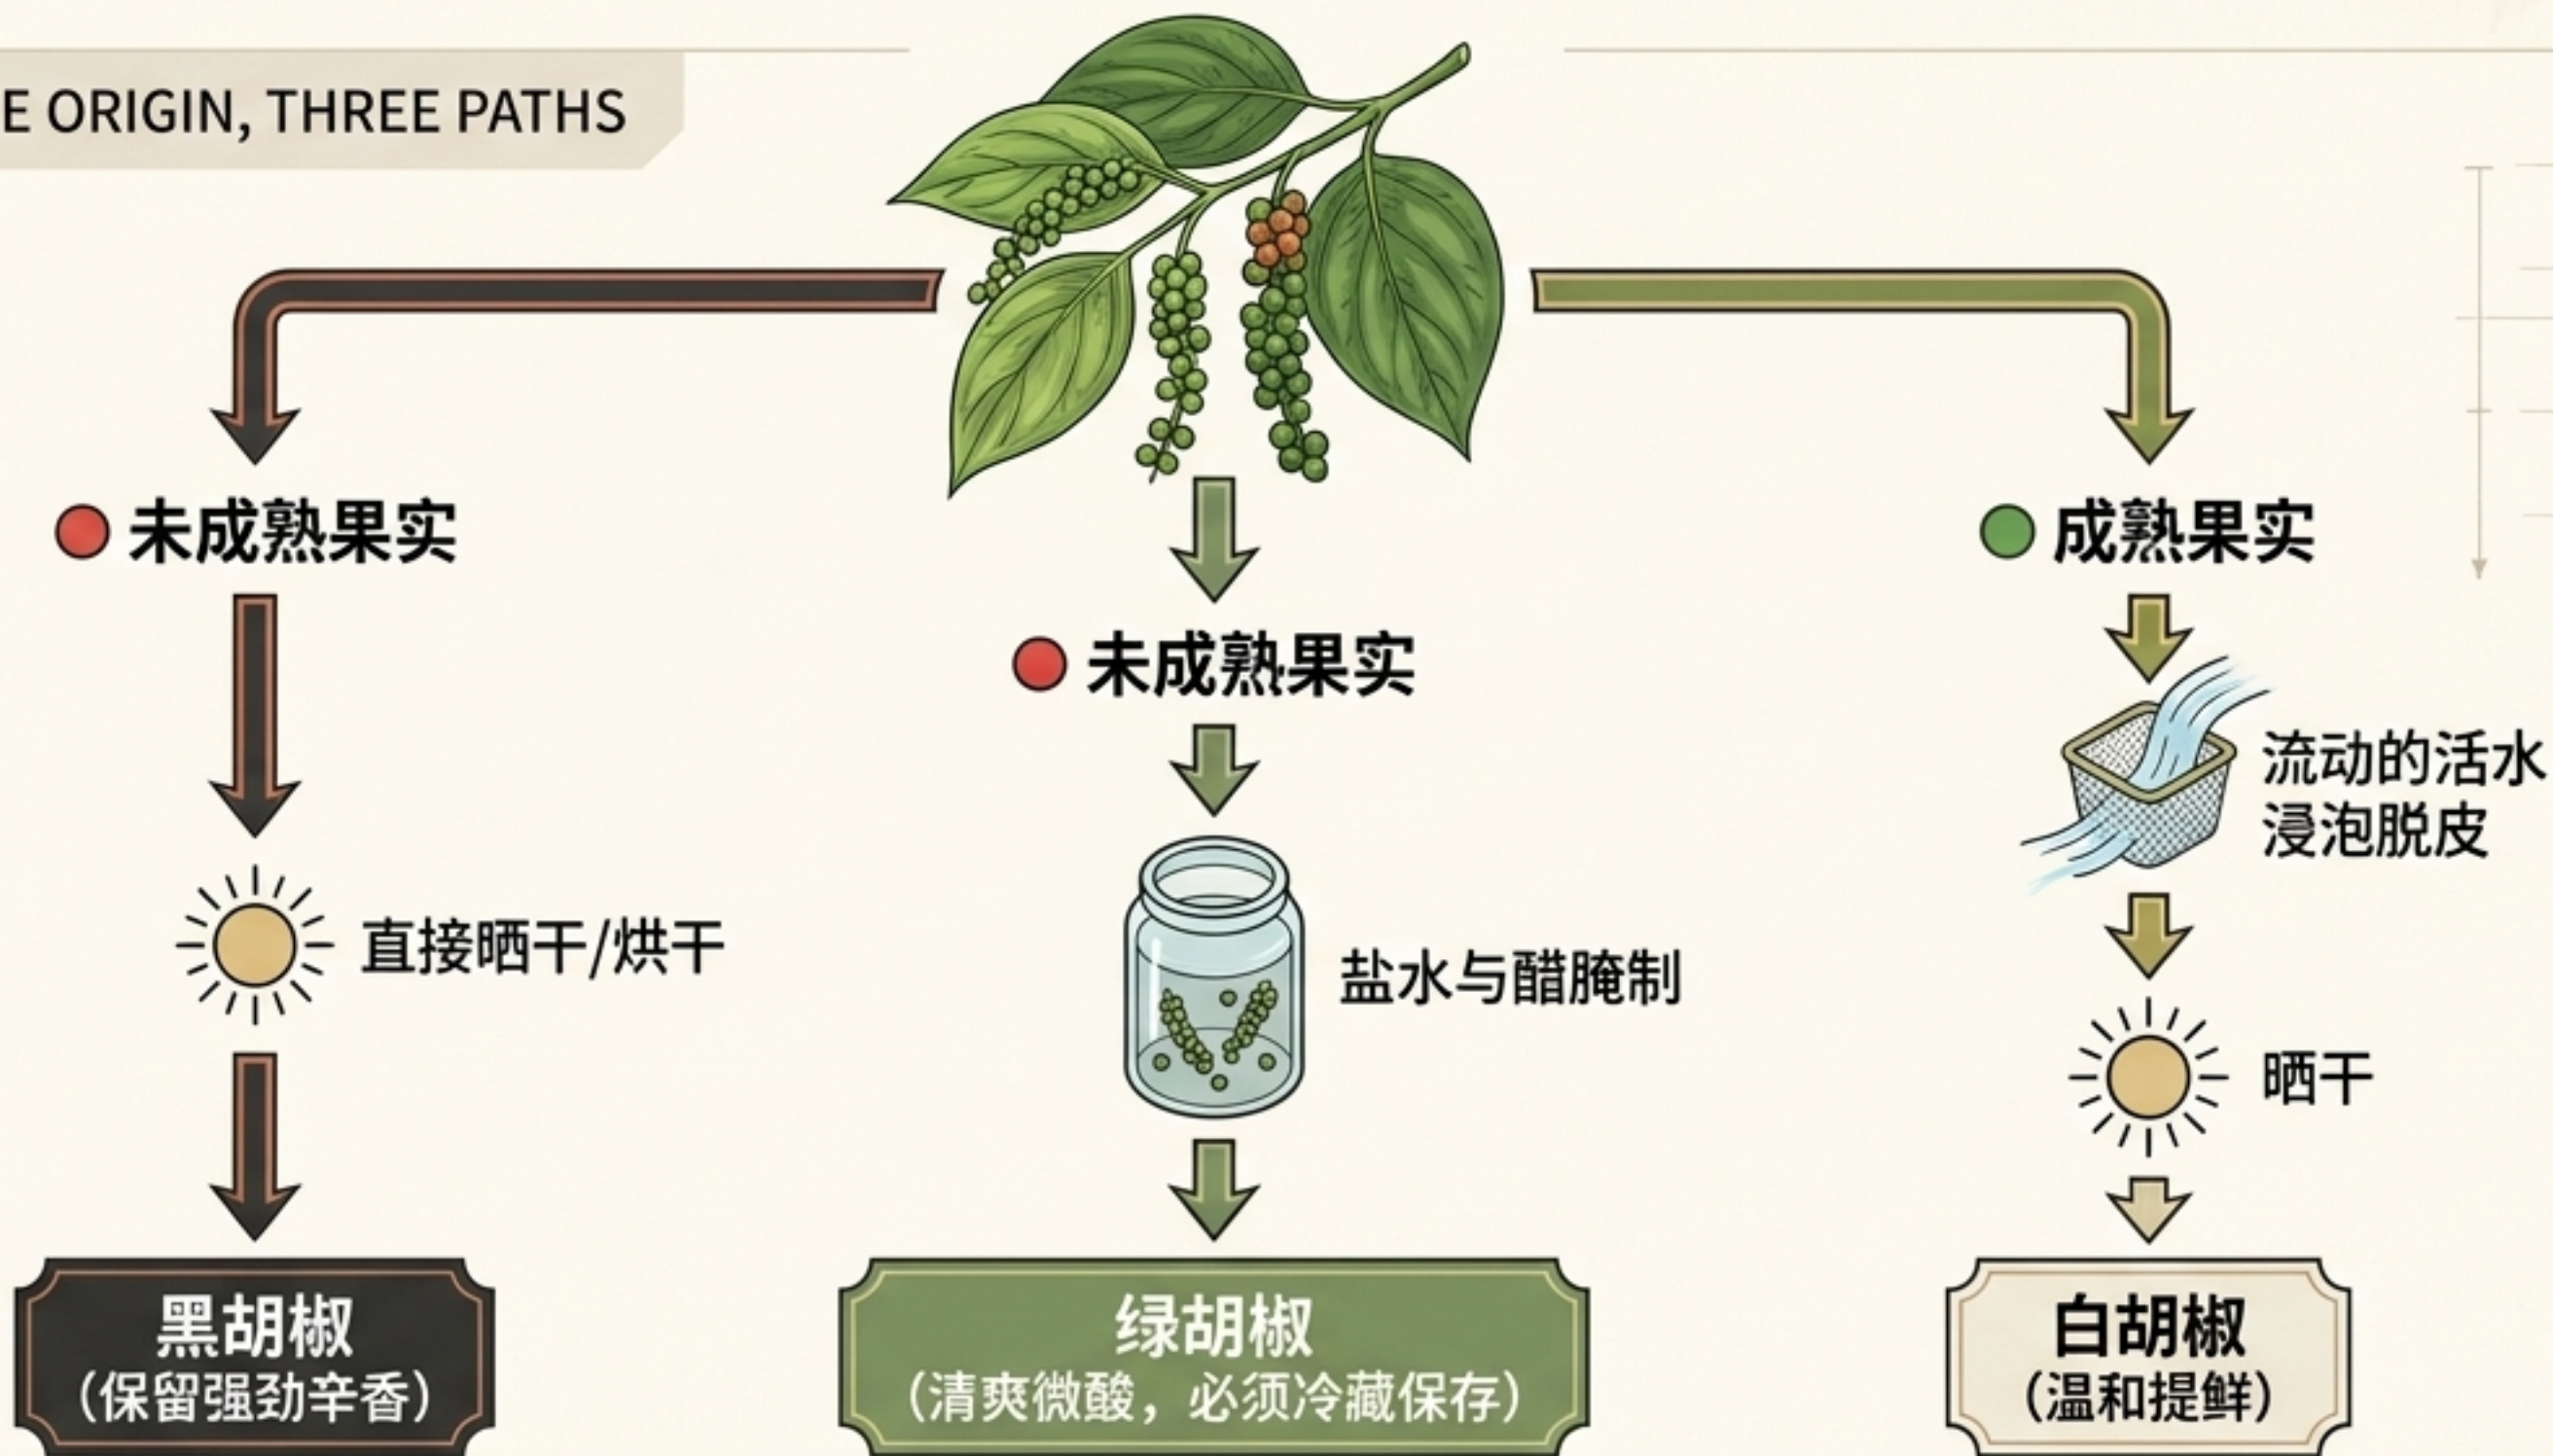 E ORIGIN, THREE PATHS
未成熟果实
成熟果实
未成熟果实
流动的活水
浸泡脱皮
直接晒干/烘干
盐水与醋腌制
晒干
黑胡椒
(保留强劲辛香)
绿胡椒
(清爽微酸，必须冷藏保存)
白胡椒
(温和提鲜)